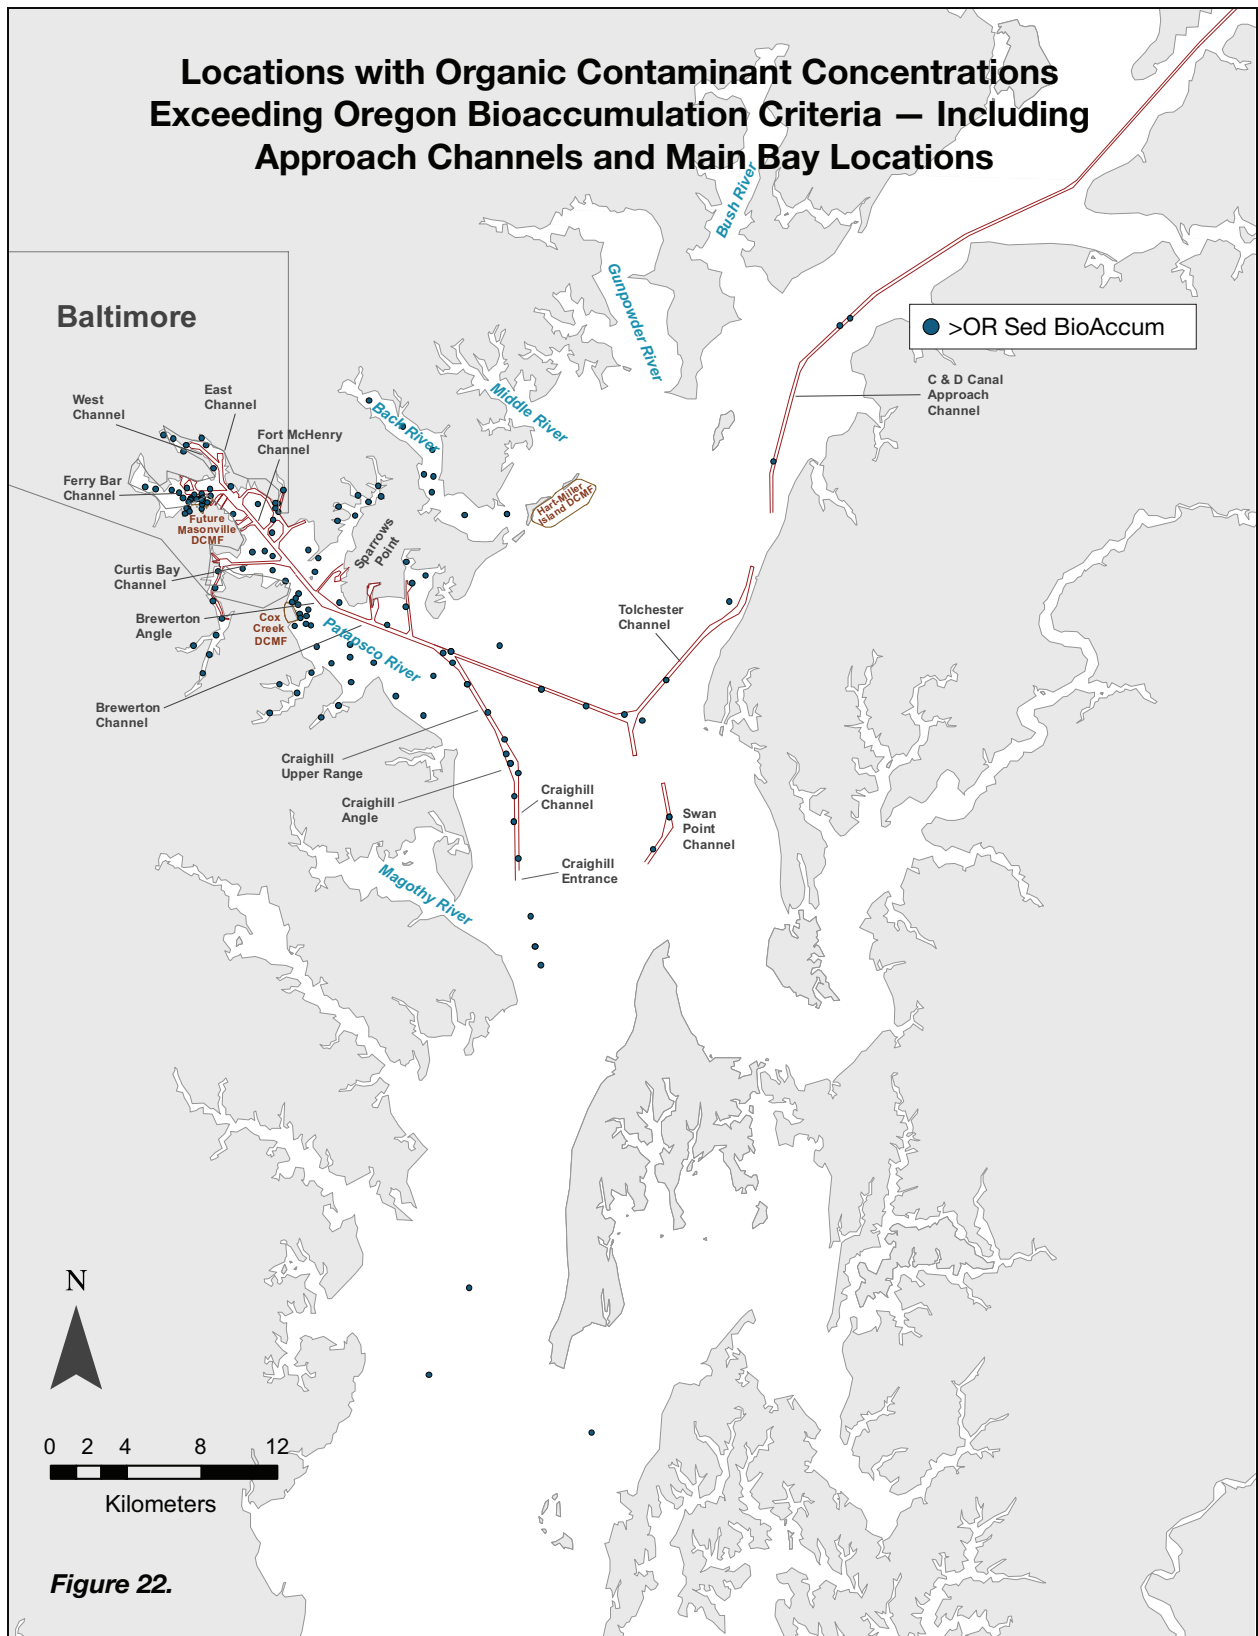 Locations with Organic Contaminant Concentrations
Exceeding Oregon Bioaccumulation Criteria — Including
Approach Channels and Main Bay Locations
Bush River
Gunpowder River
Baltimore
>OR Sed BioAccum
C & D Canal
Approach
Channel
Middle River
Back River
West
Channel
East
Channel
Fort McHenry
Channel
Ferry Bar
Channel
Hart-Miller
Island DCMF
Future
Masonville
DCMF
Sparrows
Point
Curtis Bay
Channel
Brewerton
Angle
Cox
Creek
DCMF
Patapsco River
Tolchester
Channel
Brewerton
Channel
Craighill
Upper Range
Craighill
Angle
Craighill
Channel
Swan
Point
Channel
Craighill
Entrance
Magothy River
N
0 2 4 8 12
Kilometers
Figure 22.